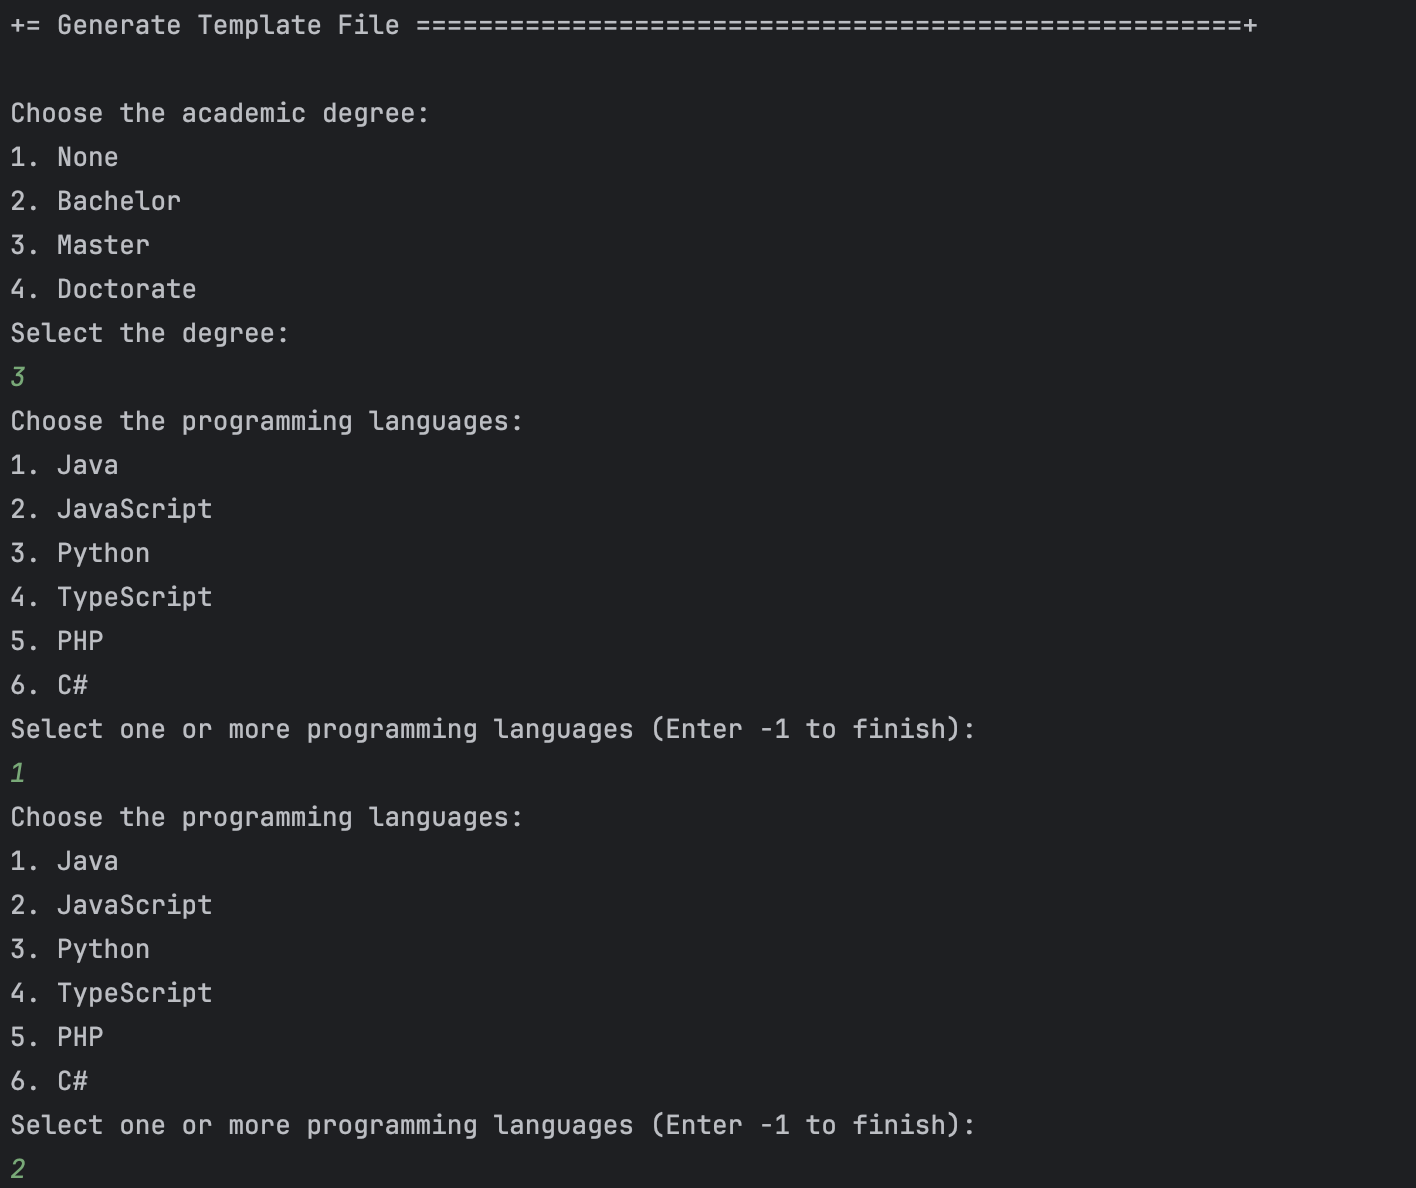 += Generate Template File =====================================================+
Choose the academic degree:
1. None
2. Bachelor
3. Master
4. Doctorate
Select the degree:
3
Choose the programming languages:
1. Java
2. JavaScript
3. Python
4. TypeScript
5. PHP
6. C#
Select one or more programming languages (Enter -1 to finish):
1
Choose the programming languages:
1. Java
2. JavaScript
3. Python
4. TypeScript
5. PHP
6. C#
Select one or more programming languages (Enter -1 to finish):
2